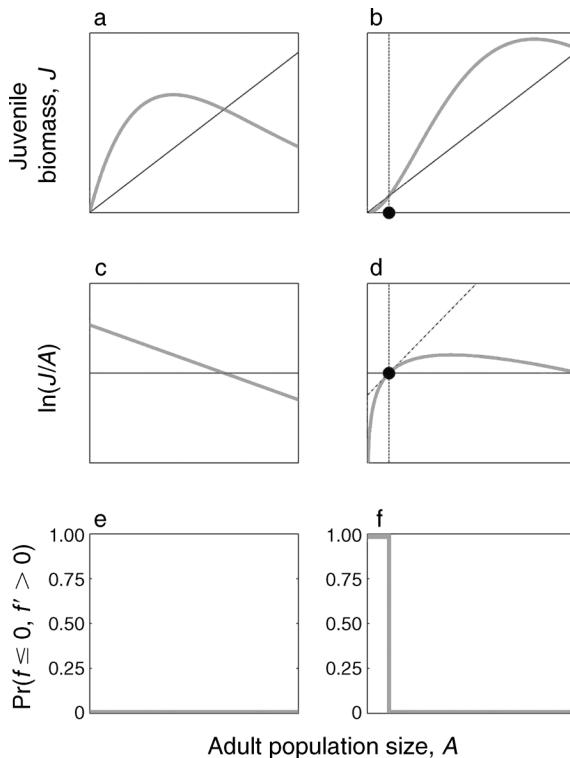 a
b
Juvenile
biomass, J
c
d
ln(J/A)
e
f
Pr(f ≤ 0, f′ > 0)
1.00
0.75
0.50
0.25
0
1.00
0.75
0.50
0.25
0
Adult population size, A